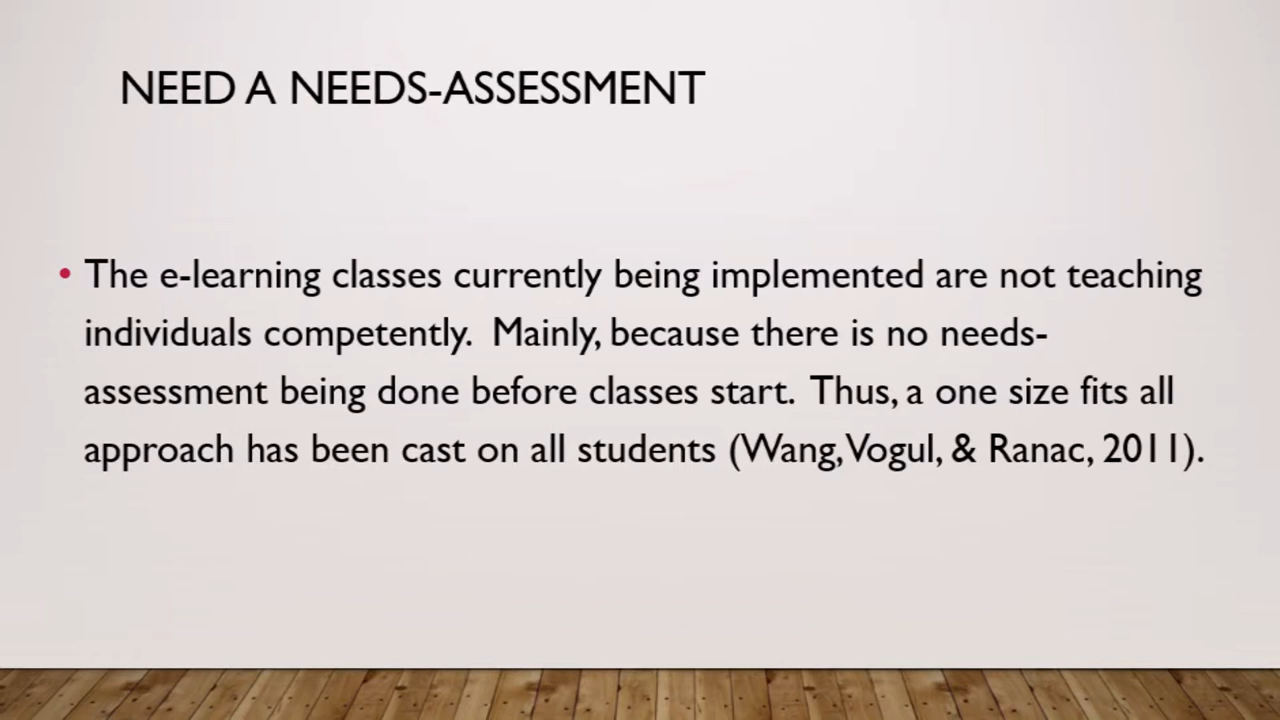 NEED A NEEDS-ASSESSMENT
• The e-learning classes currently being implemented are not teaching
individuals competently.  Mainly, because there is no needs-
assessment being done before classes start.  Thus, a one size fits all
approach has been cast on all students (Wang, Vogul, & Ranac, 2011).